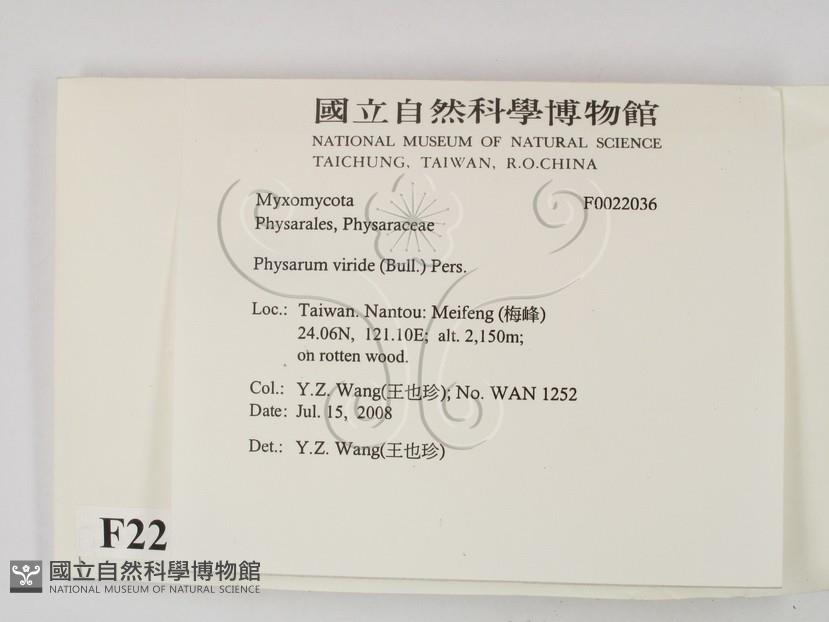 國立自然科學博物館
NATIONAL MUSEUM OF NATURAL SCIENCE
TAICHUNG, TAIWAN, R.O.CHINA
Myxomycota F0022036
Physarales, Physaraceae
Physarum viride (Bull.) Pers.
Loc.: Taiwan. Nantou: Meifeng (梅峰)
24.06N, 121.10E; alt. 2,150m;
on rotten wood.
Col.: Y.Z. Wang(王也珍); No. WAN 1252
Date: Jul. 15, 2008
Det.: Y.Z. Wang(王也珍)
F22
國立自然科學博物館
NATIONAL MUSEUM OF NATURAL SCIENCE